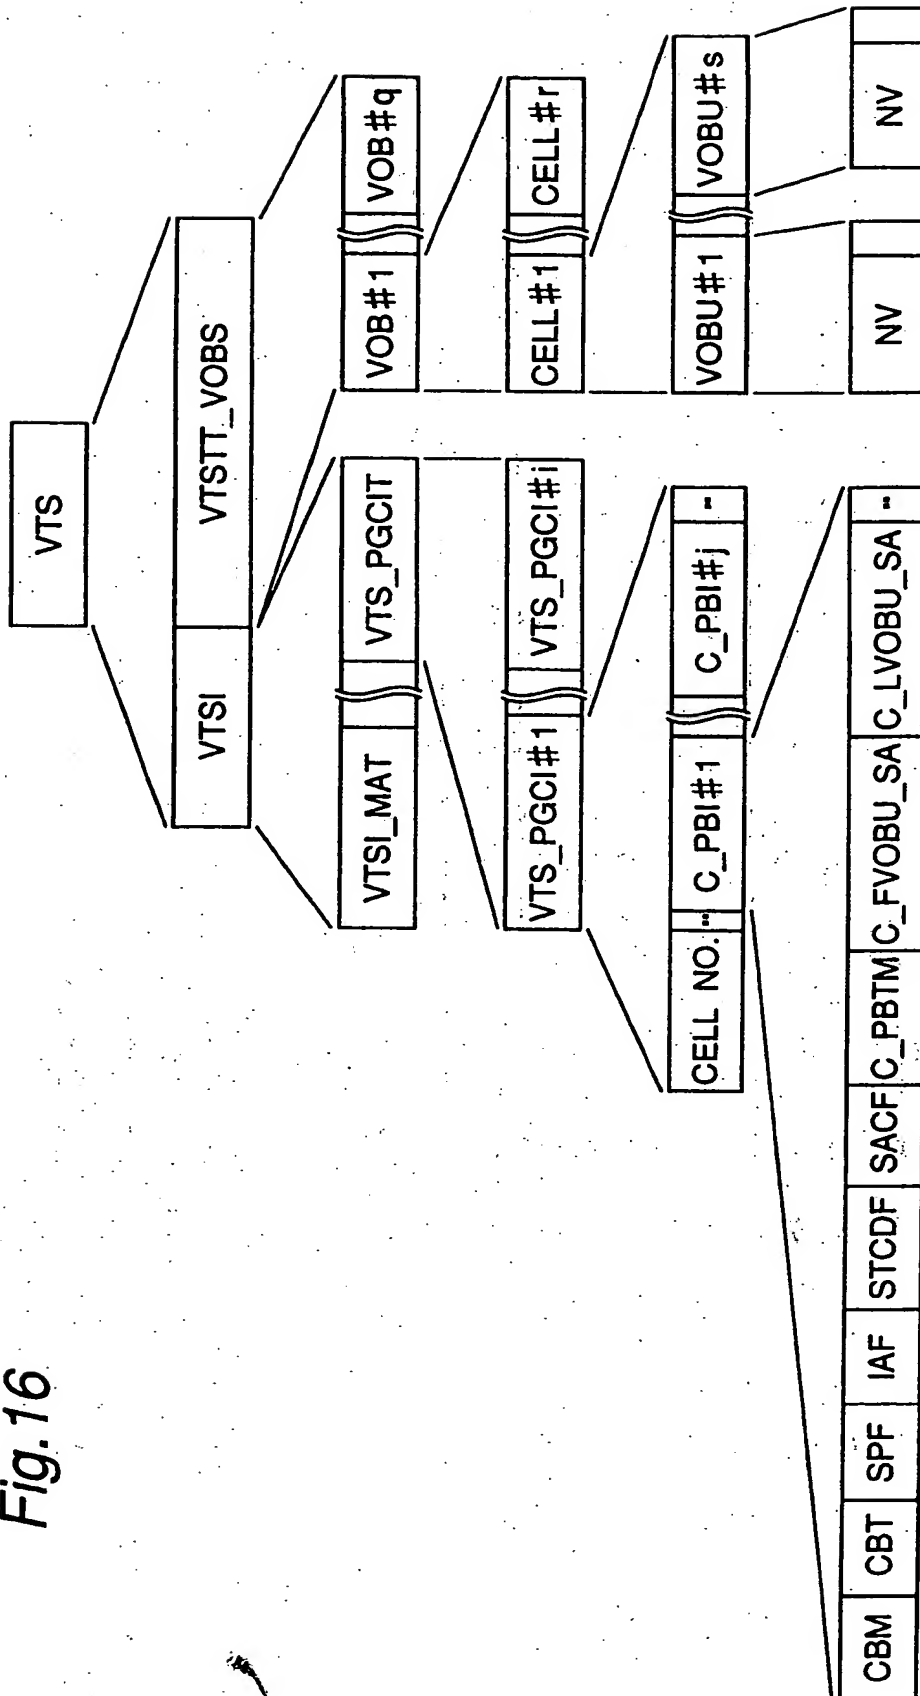 Fig.16
VTS
VTSI VTSTT_VOBS
VTSI_MAT VTS_PGCIT VOB#1 VOB#q
VTS_PGCI#1 VTS_PGCI#i CELL#1 CELL#r
CELL NO. ·· C_PBI#1 C_PBI#j ·· VOBU#1 VOBU#s
CBM CBT SPF IAF STCDF SACF C_PBTM C_FVOBU_SA C_LVOBU_SA ·· NV NV